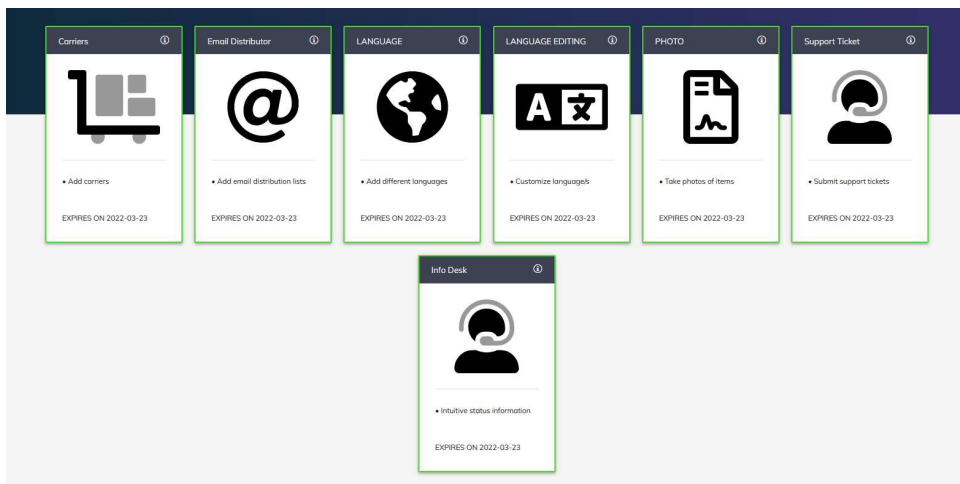 Carriers
Email Distributor
LANGUAGE
LANGUAGE EDITING
PHOTO
Support Ticket
A 文
• Add carriers
• Add email distribution lists
• Add different languages
• Customize language/s
• Take photos of items
• Submit support tickets
EXPIRES ON 2022-03-23
EXPIRES ON 2022-03-23
EXPIRES ON 2022-03-23
EXPIRES ON 2022-03-23
EXPIRES ON 2022-03-23
EXPIRES ON 2022-03-23
Info Desk
• Intuitive status information
EXPIRES ON 2022-03-23